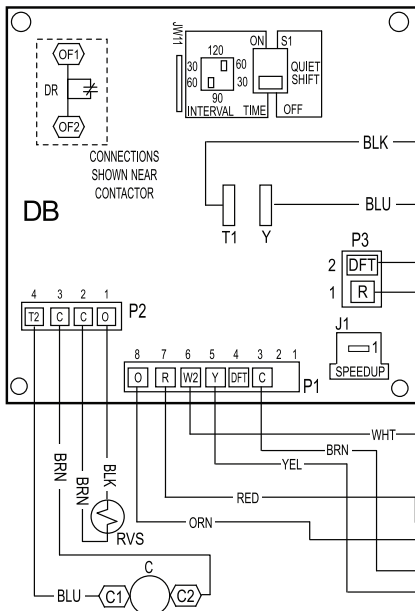 OF1
DR
OF2
CONNECTIONS
SHOWN NEAR
CONTACTOR
JW11
120
30 60
60 30
90
INTERVAL TIME
ON S1
QUIET
SHIFT
OFF
BLK
BLU
DB
T1 Y
P3
2 DFT
1 R
J1
1
SPEEDUP
4 3 2 1
T2 C C O
P2
8 7 6 5 4 3 2 1
O R W2 Y DFT C
P1
WHT
BRN
YEL
RED
ORN
BRN
BRN
BLK
RVS
C
BLU
C1
C2